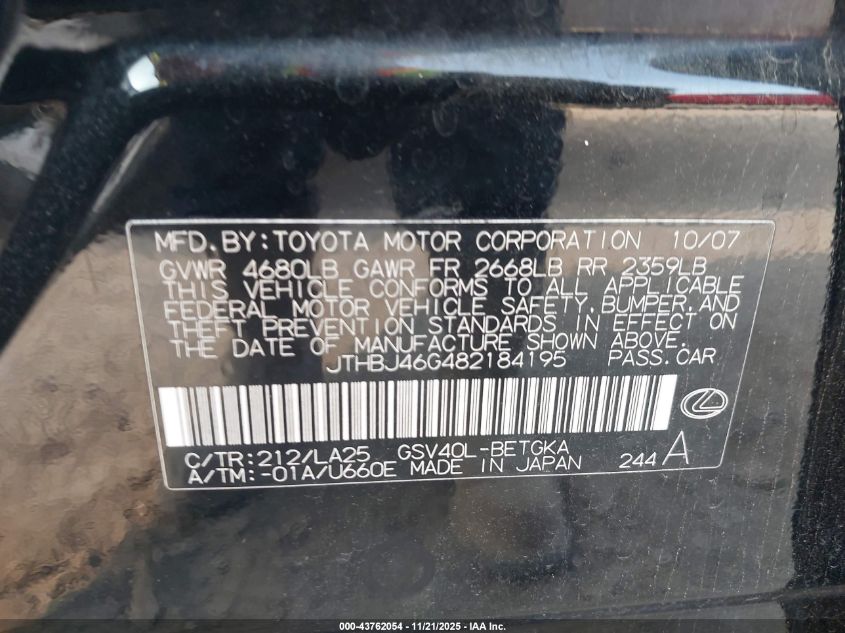 MFD. BY: TOYOTA MOTOR CORPORATION 10/07
GVWR 4680LB GAWR FR 2668LB RR 2359LB
THIS VEHICLE CONFORMS TO ALL APPLICABLE
FEDERAL MOTOR VEHICLE SAFETY, BUMPER, AND
THEFT PREVENTION STANDARDS IN EFFECT ON
THE DATE OF MANUFACTURE SHOWN ABOVE.
JTHBJ46G482184195 PASS. CAR
C/TR: 212/LA25 GSV40L-BETGKA
A/TM: -01A/U660E MADE IN JAPAN 244 A
000-43762054 - 11/21/2025 - IAA Inc.